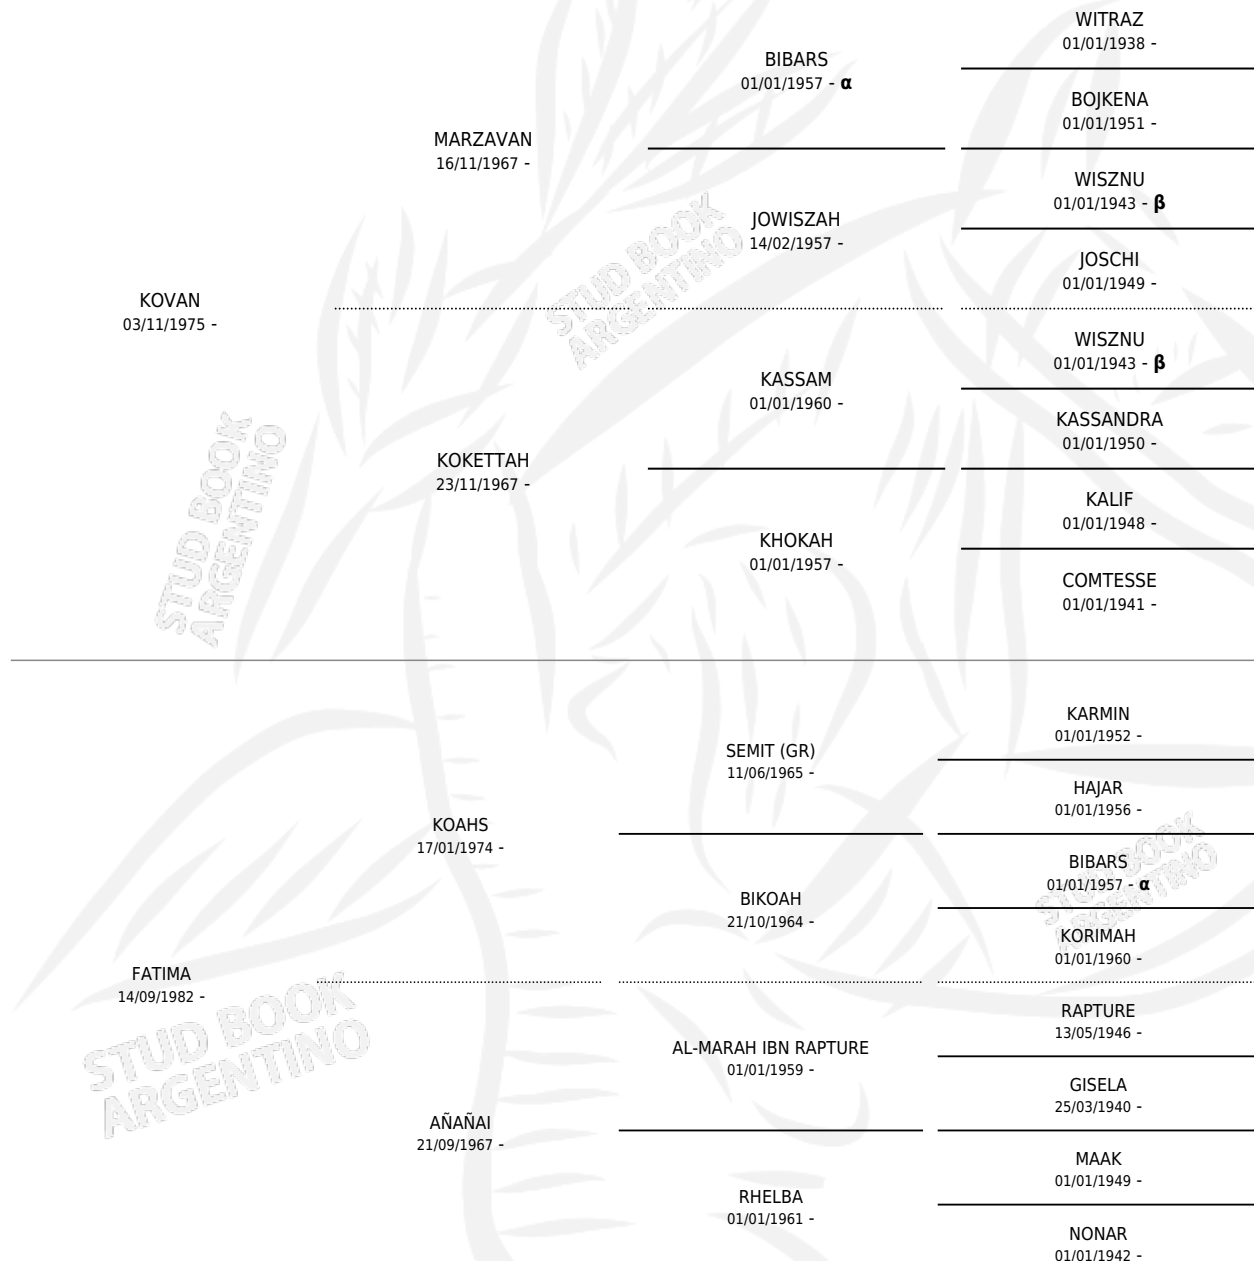 WITRAZ
01/01/1938 -
BIBARS
01/01/1957 - α
BOJKENA
01/01/1951 -
MARZAVAN
16/11/1967 -
WISZNU
01/01/1943 - β
JOWISZAH
14/02/1957 -
JOSCHI
01/01/1949 -
KOVAN
03/11/1975 -
WISZNU
01/01/1943 - β
KASSAM
01/01/1960 -
KASSANDRA
01/01/1950 -
KOKETTAH
23/11/1967 -
KALIF
01/01/1948 -
KHOKAH
01/01/1957 -
COMTESSE
01/01/1941 -
KARMIN
01/01/1952 -
SEMIT (GR)
11/06/1965 -
HAJAR
01/01/1956 -
KOAHS
17/01/1974 -
BIBARS
01/01/1957 - α
BIKOAH
21/10/1964 -
KORIMAH
01/01/1960 -
FATIMA
14/09/1982 -
RAPTURE
13/05/1946 -
AL-MARAH IBN RAPTURE
01/01/1959 -
GISELA
25/03/1940 -
AÑAÑAI
21/09/1967 -
MAAK
01/01/1949 -
RHELBA
01/01/1961 -
NONAR
01/01/1942 -
STUD BOOK
ARGENTINO
STUD BOOK
ARGENTINO
STUD BOOK
ARGENTINO
STUD BOOK
ARGENTINO